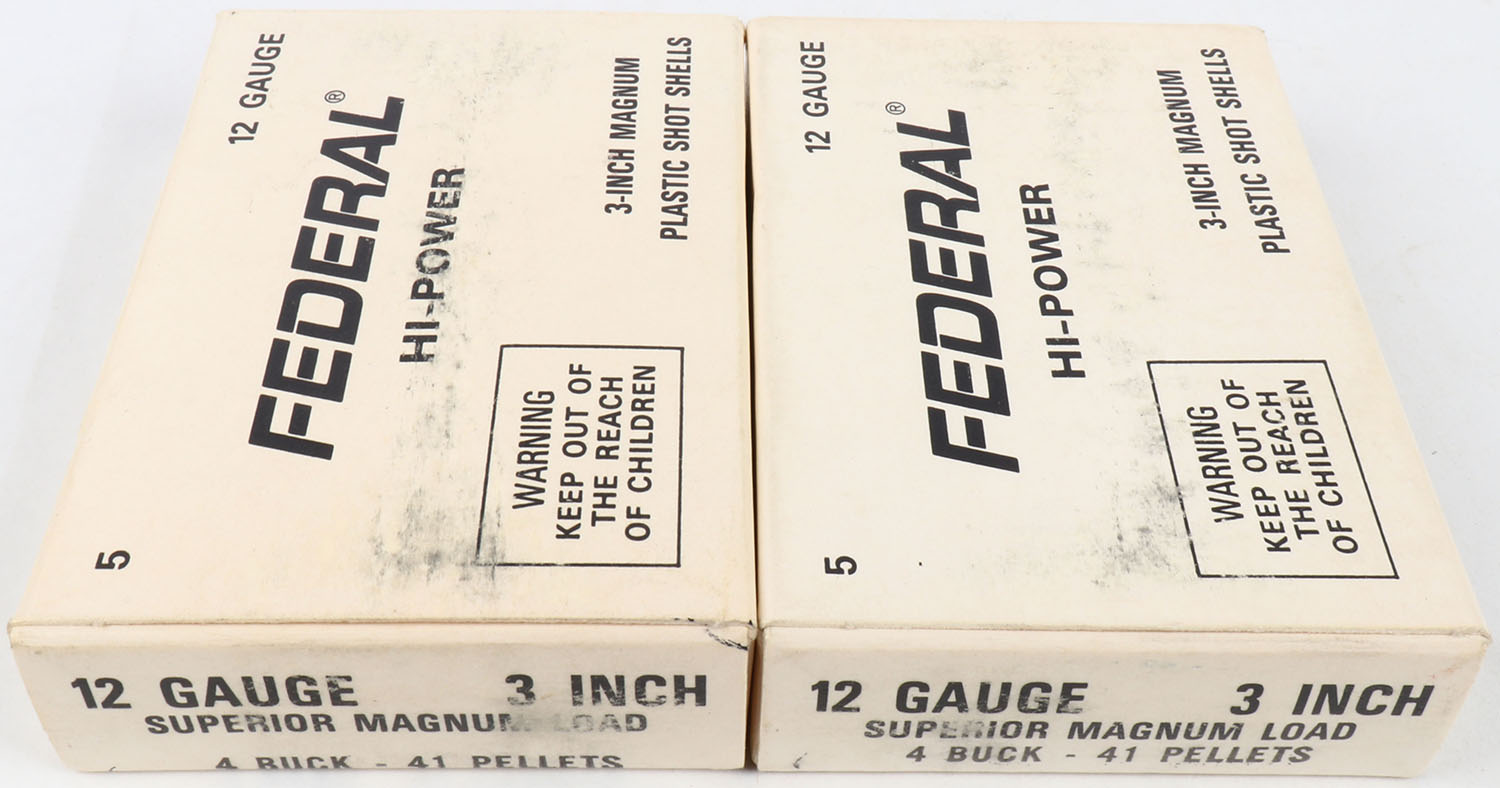 12 GAUGE
FEDERAL®
HI-POWER
3-INCH MAGNUM
PLASTIC SHOT SHELLS
5
WARNING
KEEP OUT OF
THE REACH
OF CHILDREN
12 GAUGE 3 INCH
SUPERIOR MAGNUM LOAD
4 BUCK - 41 PELLETS
12 GAUGE
FEDERAL®
HI-POWER
3-INCH MAGNUM
PLASTIC SHOT SHELLS
5
WARNING
KEEP OUT OF
THE REACH
OF CHILDREN
12 GAUGE 3 INCH
SUPERIOR MAGNUM LOAD
4 BUCK - 41 PELLETS